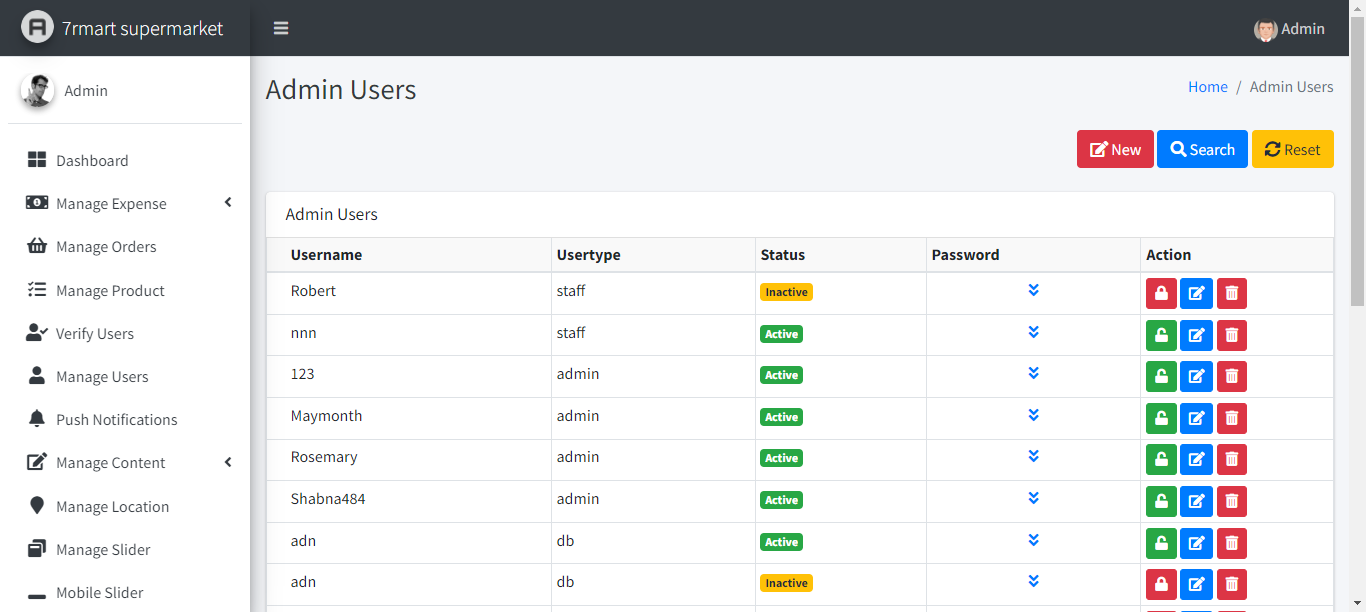 7rmart supermarket
Admin
Admin
Admin Users
Home / Admin Users
Dashboard
Manage Expense
Manage Orders
Manage Product
Verify Users
Manage Users
Push Notifications
Manage Content
Manage Location
Manage Slider
Mobile Slider
New Search Reset
Admin Users
Username Usertype Status Password Action
Robert staff Inactive
nnn staff Active
123 admin Active
Maymonth admin Active
Rosemary admin Active
Shabna484 admin Active
adn db Active
adn db Inactive